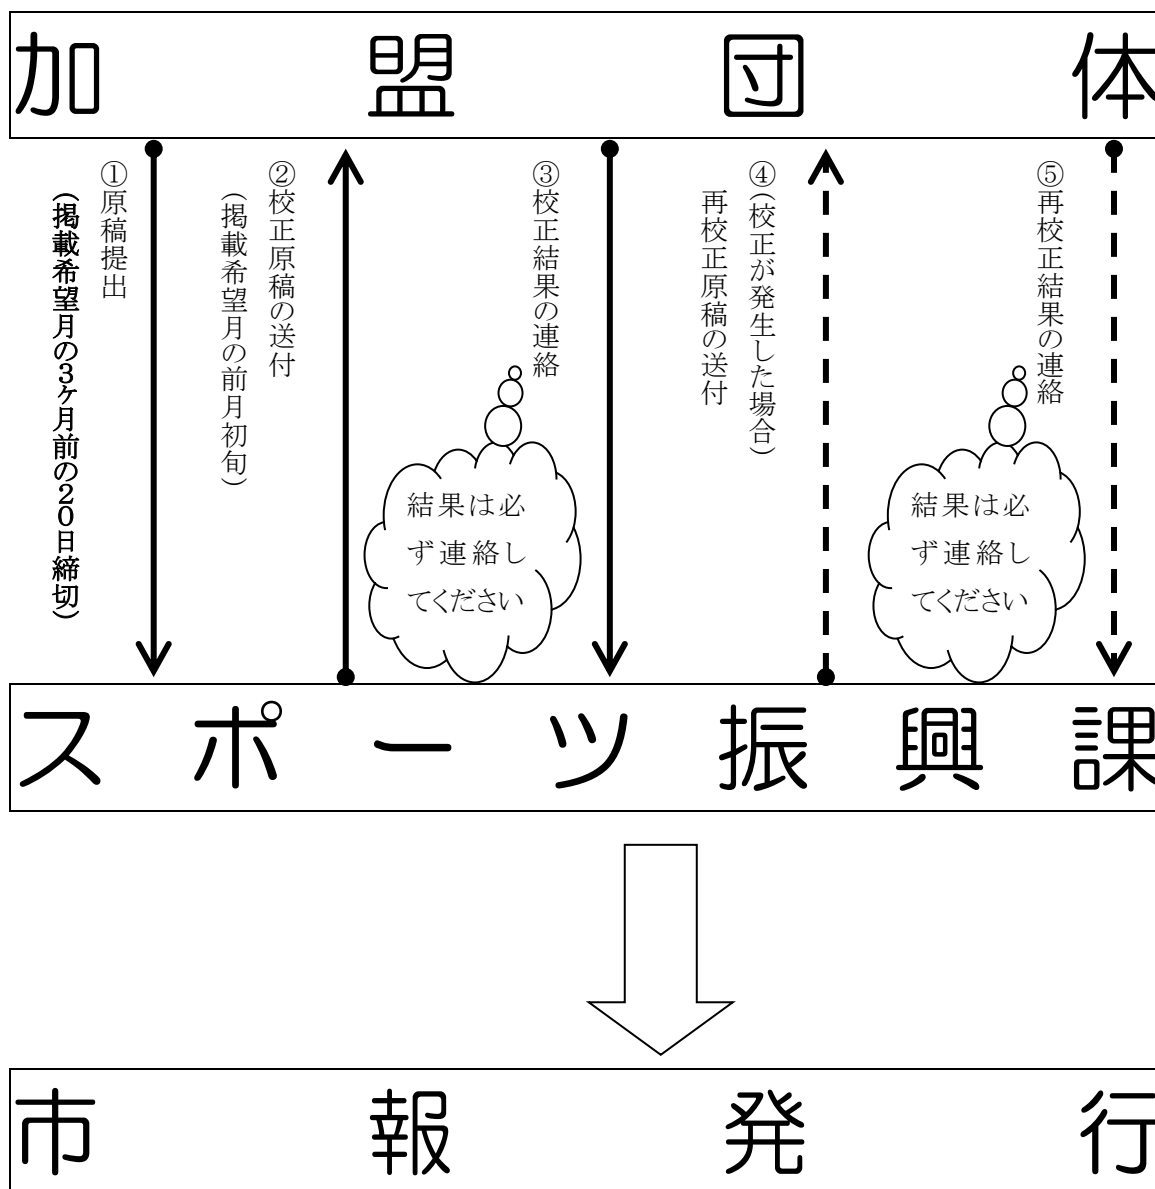 加盟団体
①原稿提出
（掲載希望月の3ヶ月前の20日締切）
②校正原稿の送付
（掲載希望月の前月初旬）
③校正結果の連絡
結果は必
ず連絡し
てください
④（校正が発生した場合）
再校正原稿の送付
⑤再校正結果の連絡
結果は必
ず連絡し
てください
スポーツ振興課
市報発行